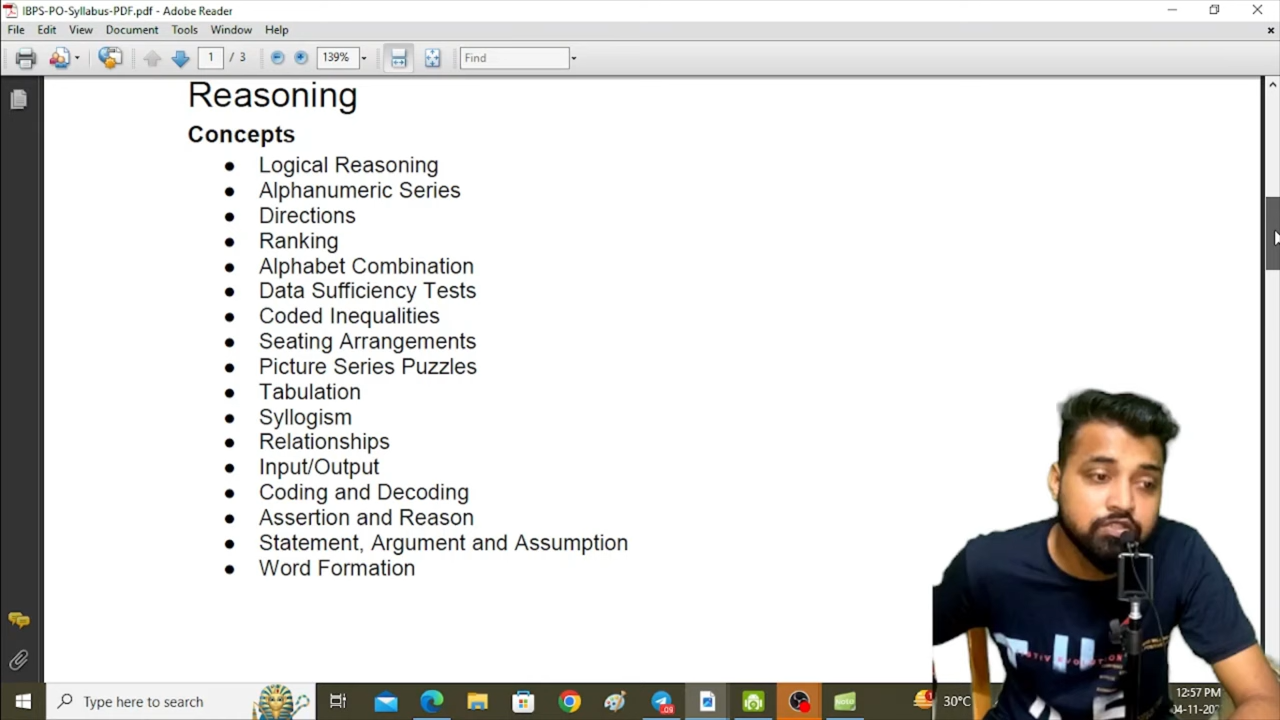 IBPS-PO-Syllabus-PDF.pdf - Adobe Reader
File Edit View Document Tools Window Help
1 / 3 139% Find
Reasoning
Concepts
● Logical Reasoning
● Alphanumeric Series
● Directions
● Ranking
● Alphabet Combination
● Data Sufficiency Tests
● Coded Inequalities
● Seating Arrangements
● Picture Series Puzzles
● Tabulation
● Syllogism
● Relationships
● Input/Output
● Coding and Decoding
● Assertion and Reason
● Statement, Argument and Assumption
● Word Formation
Type here to search
30°C
12:57 PM